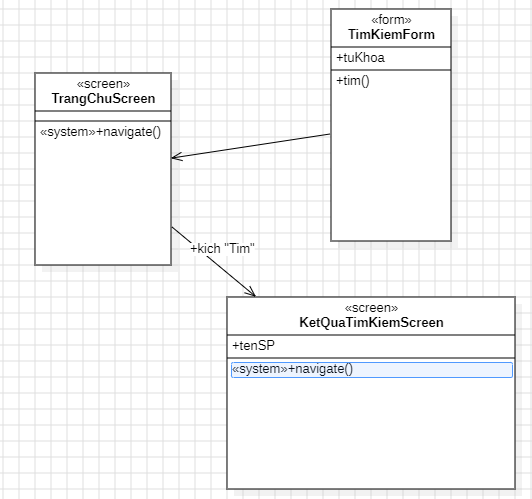 «form»
TimKiemForm
+tuKhoa
+tim()
«screen»
TrangChuScreen
«system»+navigate()
+kich "Tim"
«screen»
KetQuaTimKiemScreen
+tenSP
«system»+navigate()